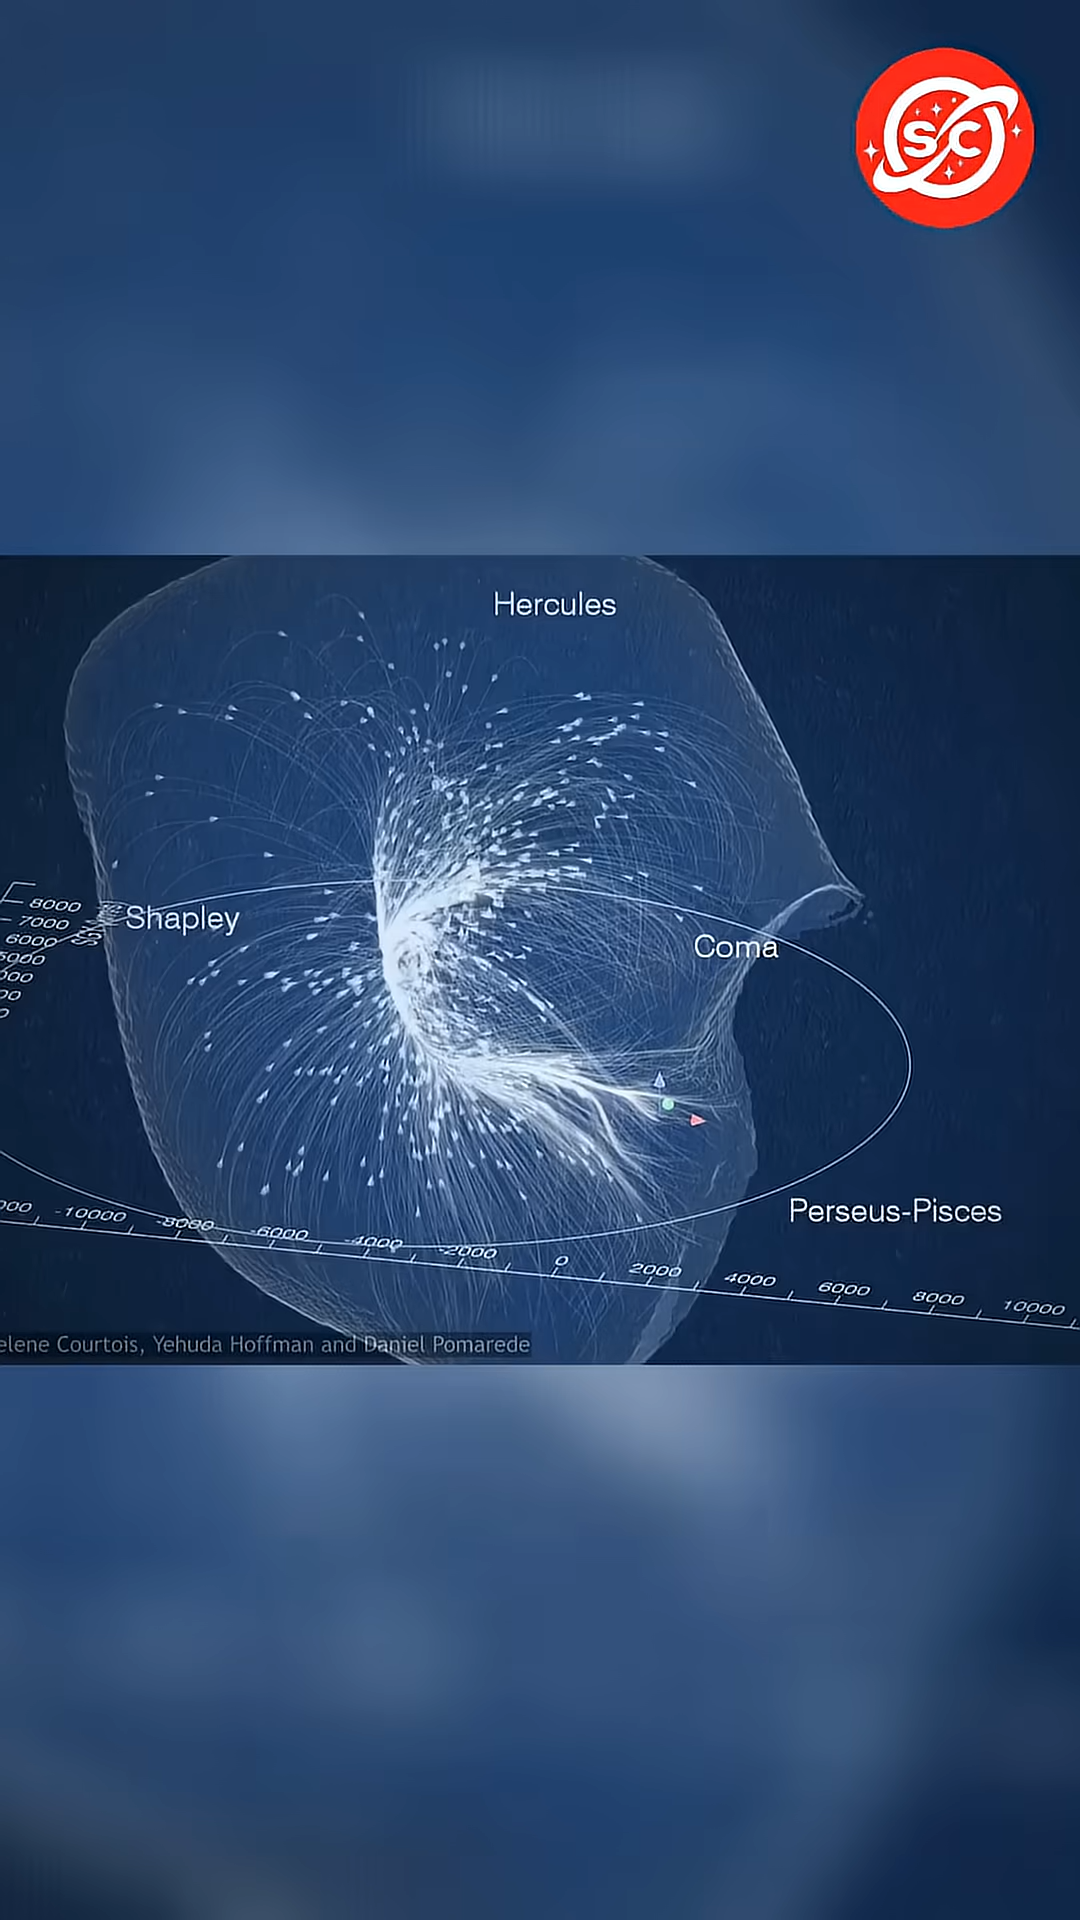 SC
Hercules
8000
7000
6000
5000
Shapley
Coma
Perseus-Pisces
-10000 -8000 -6000 -4000 -2000 0 2000 4000 6000 8000 10000
elene Courtois, Yehuda Hoffman and Daniel Pomarede